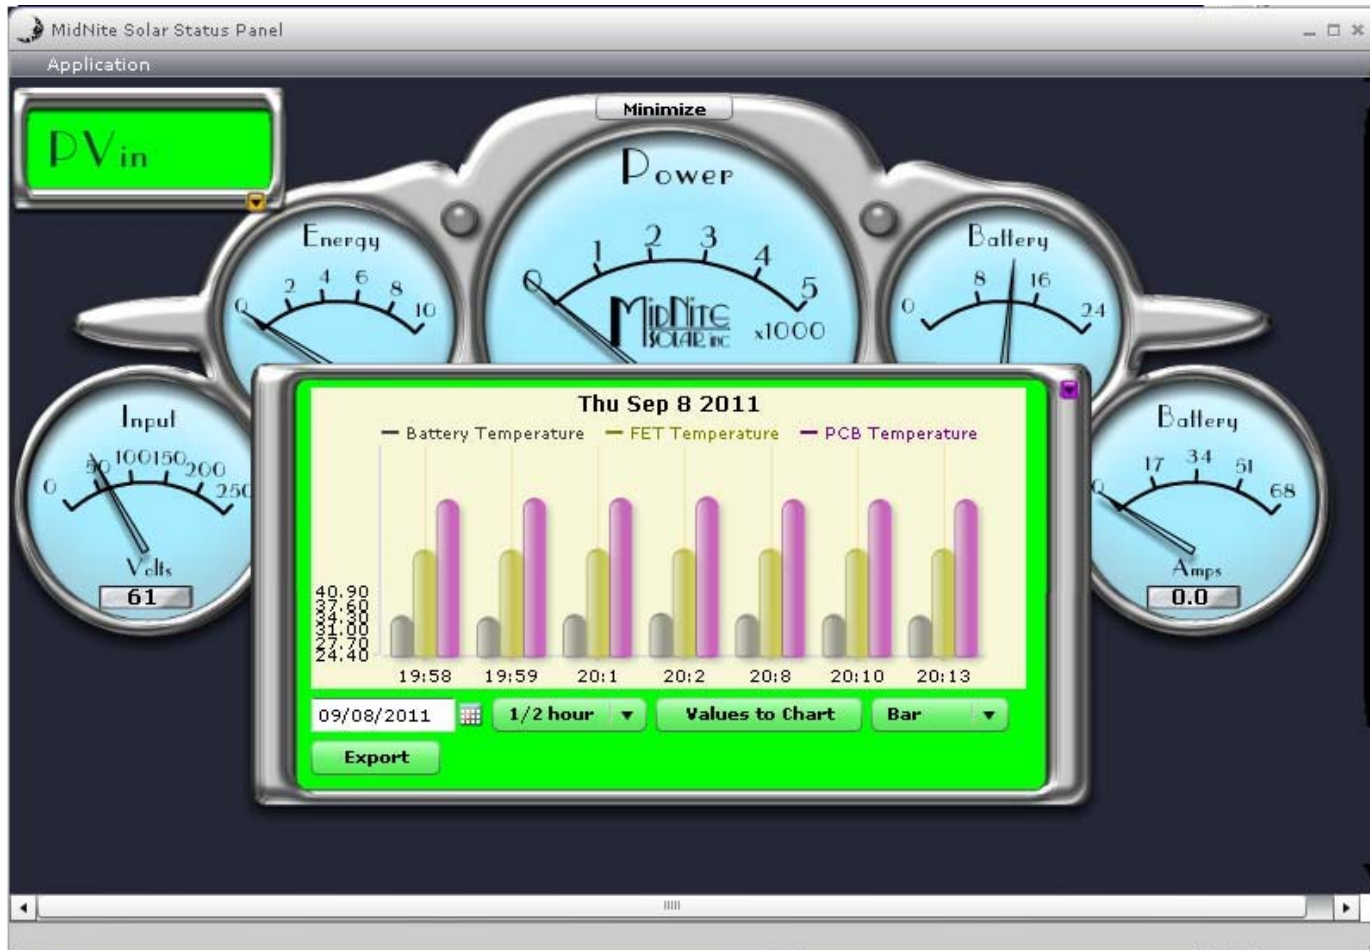 MidNite Solar Status Panel
Application
Minimize
PVin
Power
0 1 2 3 4 5
x1000
MIDNITE
SOLAR INC
Energy
0 2 4 6 8 10
Battery
0 8 16 24
Input
0 50 100 150 200 250
Volts
61
Battery
0 17 34 51 68
Amps
0.0
Thu Sep 8 2011
Battery Temperature FET Temperature PCB Temperature
40.90
37.60
34.30
31.00
27.70
24.40
19:58 19:59 20:1 20:2 20:8 20:10 20:13
09/08/2011 1/2 hour Values to Chart Bar
Export